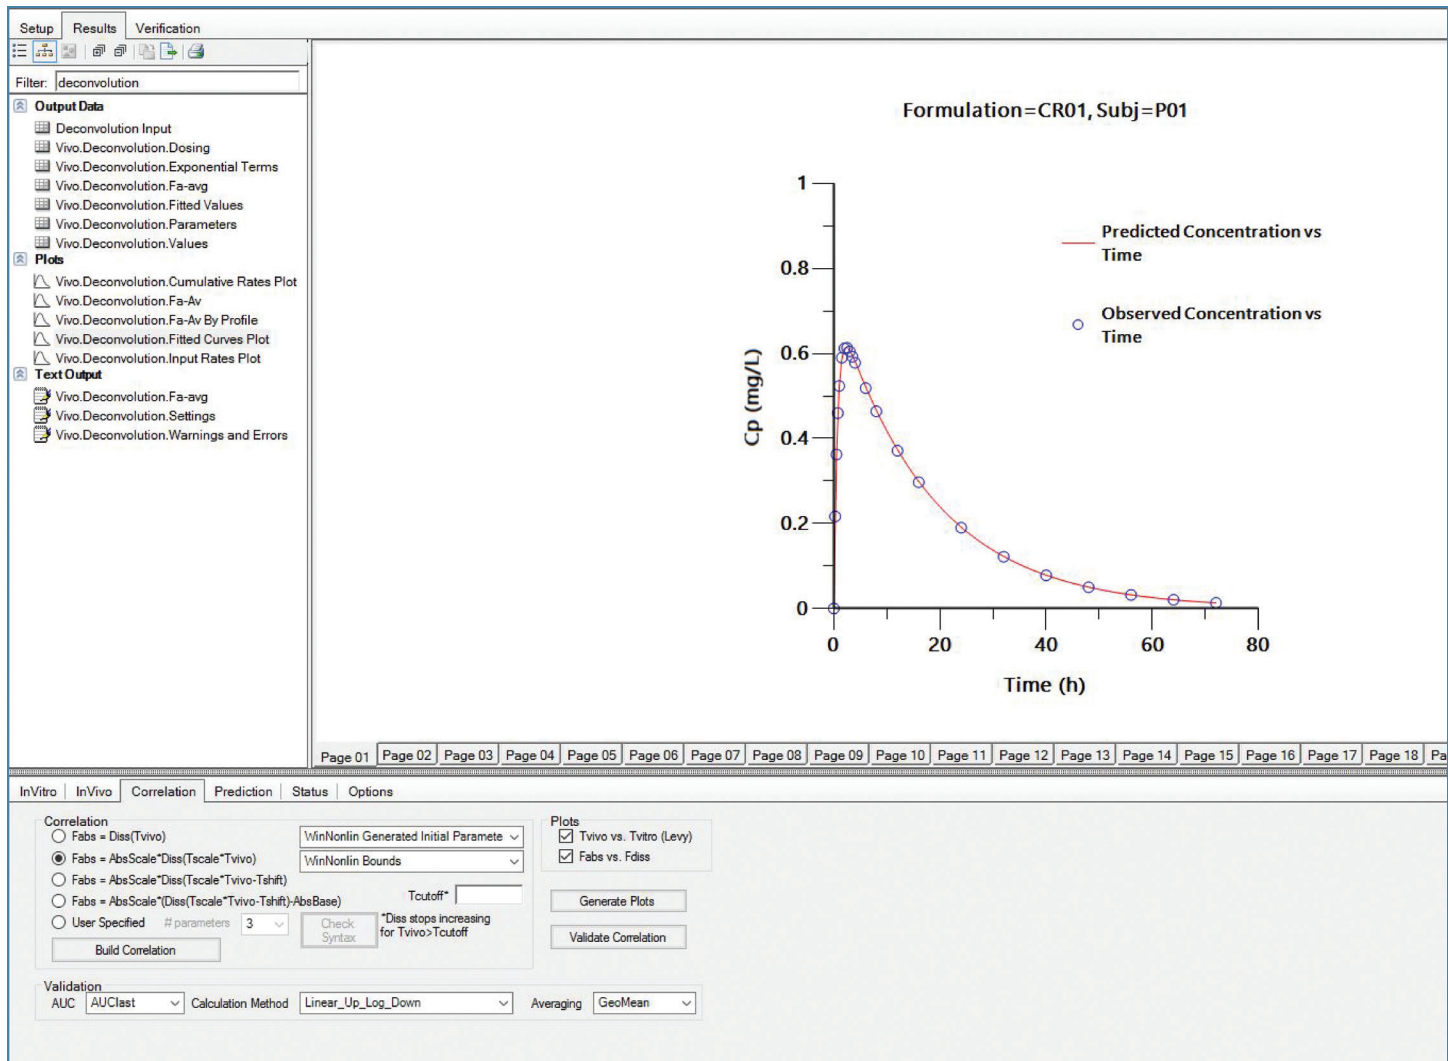 Setup Results Verification
Filter: deconvolution
Output Data
Deconvolution Input
Vivo.Deconvolution.Dosing
Vivo.Deconvolution.Exponential Terms
Vivo.Deconvolution.Fa-avg
Vivo.Deconvolution.Fitted Values
Vivo.Deconvolution.Parameters
Vivo.Deconvolution.Values
Plots
Vivo.Deconvolution.Cumulative Rates Plot
Vivo.Deconvolution.Fa-Av
Vivo.Deconvolution.Fa-Av By Profile
Vivo.Deconvolution.Fitted Curves Plot
Vivo.Deconvolution.Input Rates Plot
Text Output
Vivo.Deconvolution.Fa-avg
Vivo.Deconvolution.Settings
Vivo.Deconvolution.Warnings and Errors
Formulation=CR01, Subj=P01
Predicted Concentration vs
Time
Observed Concentration vs
Time
Cp (mg/L)
1
0.8
0.6
0.4
0.2
0
0 20 40 60 80
Time (h)
Page 01 Page 02 Page 03 Page 04 Page 05 Page 06 Page 07 Page 08 Page 09 Page 10 Page 11 Page 12 Page 13 Page 14 Page 15 Page 16 Page 17 Page 18 Pa
InVitro InVivo Correlation Prediction Status Options
Correlation
Fabs = Diss(Tvivo)
Fabs = AbsScale*Diss(Tscale*Tvivo)
Fabs = AbsScale*Diss(Tscale*Tvivo-Tshift)
Fabs = AbsScale*(Diss(Tscale*Tvivo-Tshift)-AbsBase)
User Specified # parameters 3
Build Correlation
WinNonlin Generated Initial Paramete
WinNonlin Bounds
Tcutoff*
Check
Syntax
*Diss stops increasing
for Tvivo>Tcutoff
Plots
Tvivo vs. Tvitro (Levy)
Fabs vs. Fdiss
Generate Plots
Validate Correlation
Validation
AUC AUClast Calculation Method Linear_Up_Log_Down Averaging GeoMean